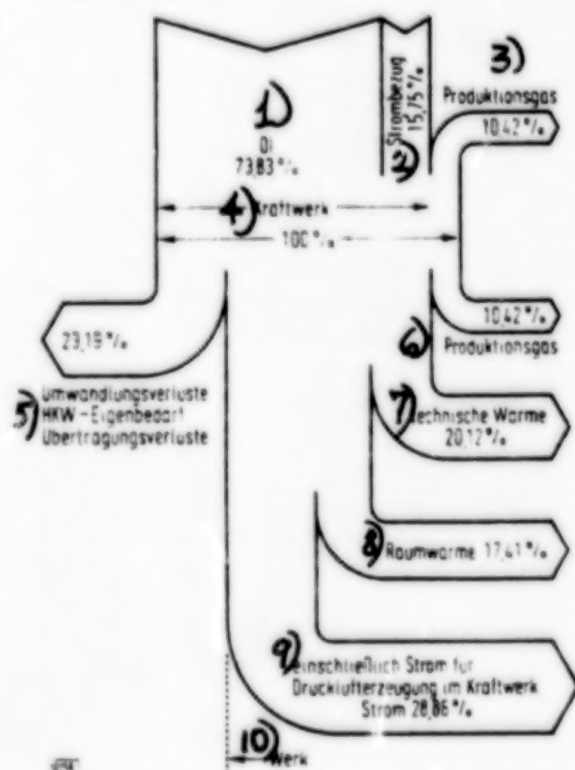 3)
Produktionsgas
10,42 %
1)
Öl
73,83 %
Strombezug
15,75 %
2)
4) Kraftwerk
100 %
23,19 %
10,42 %
6) Produktionsgas
5) Umwandlungsverluste
HKW-Eigenbedarf
Übertragungsverluste
7) technische Wärme
20,12 %
8) Raumwärme 17,41 %
9) einschließlich Strom für
Drucklufterzeugung im Kraftwerk
Strom 28,86 %
10) Werk